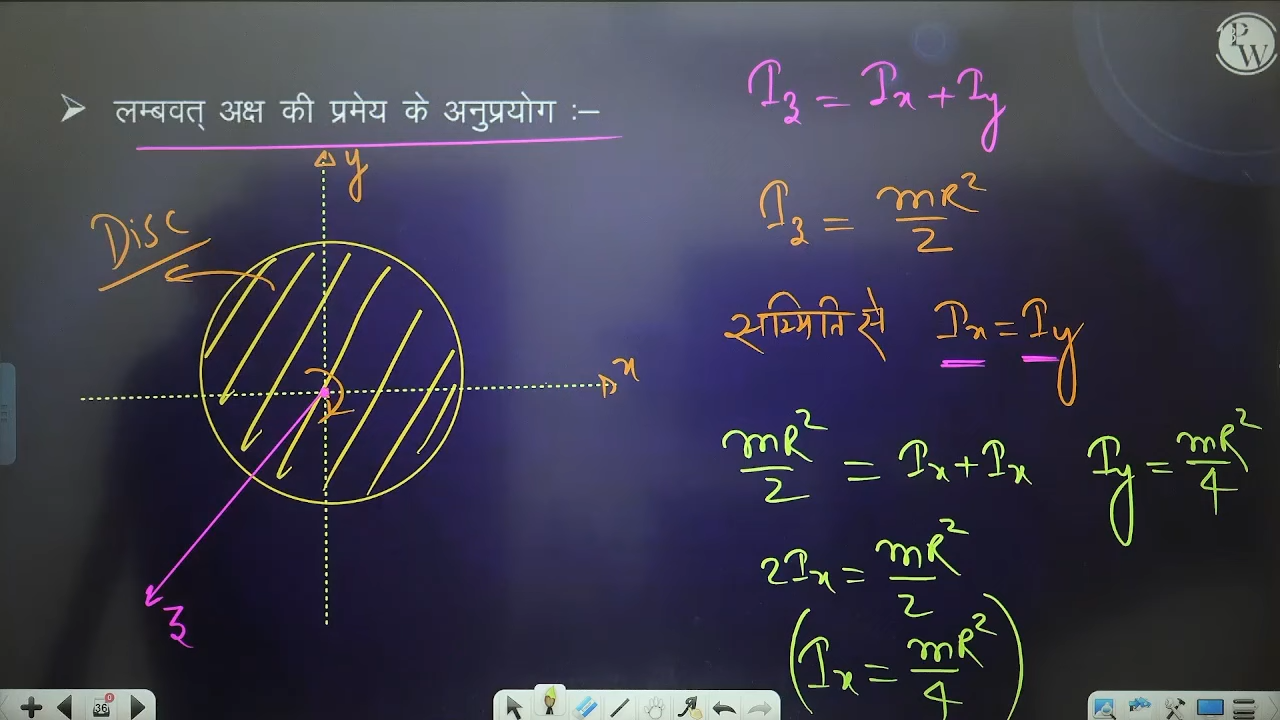 PW
➤ लम्बवत् अक्ष की प्रमेय के अनुप्रयोग :–
y
Disc
x
z
I_z = I_x + I_y
I_z = mR²/2
सममिति से I_x = I_y
mR²/2 = I_x + I_x I_y = mR²/4
2I_x = mR²/2
(I_x = mR²/4)
36